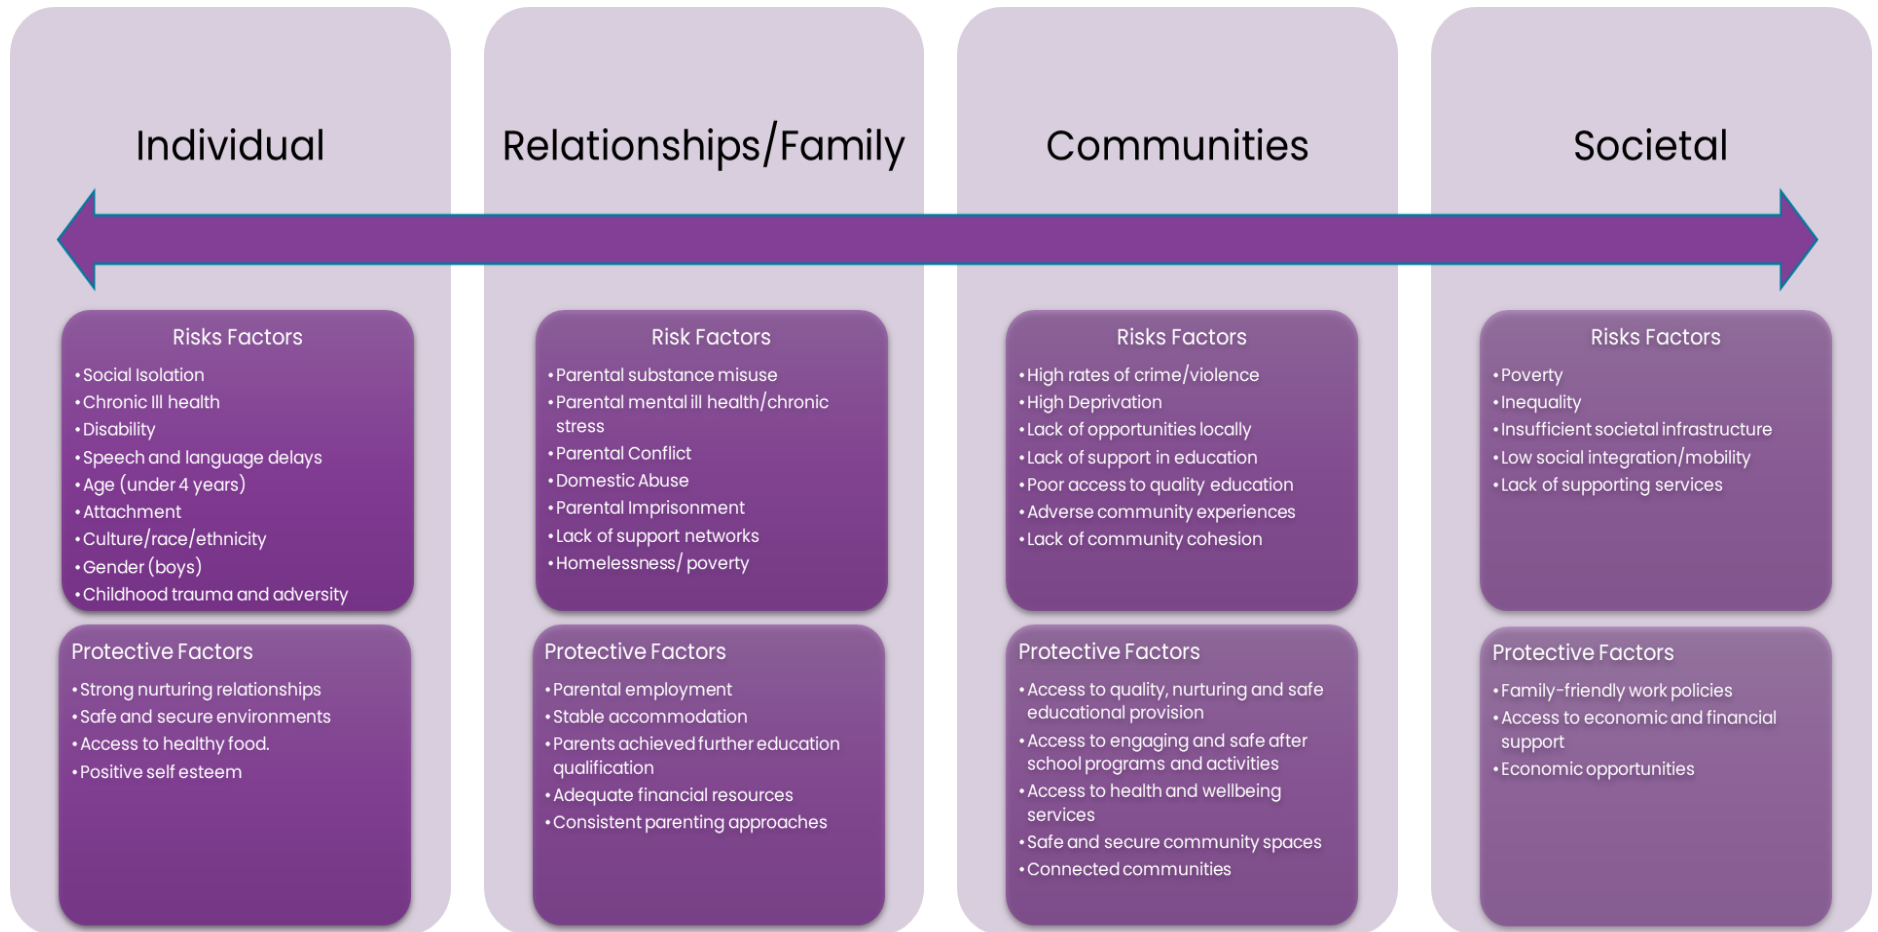 Individual
Risks Factors
•Social Isolation
•Chronic Ill health
•Disability
•Speech and language delays
•Age (under 4 years)
•Attachment
•Culture/race/ethnicity
•Gender (boys)
•Childhood trauma and adversity
Protective Factors
•Strong nurturing relationships
•Safe and secure environments
•Access to healthy food.
•Positive self esteem
Relationships/Family
Risk Factors
•Parental substance misuse
•Parental mental ill health/chronic
stress
•Parental Conflict
•Domestic Abuse
•Parental Imprisonment
•Lack of support networks
•Homelessness/ poverty
Protective Factors
•Parental employment
•Stable accommodation
•Parents achieved further education
qualification
•Adequate financial resources
•Consistent parenting approaches
Communities
Risks Factors
•High rates of crime/violence
•High Deprivation
•Lack of opportunities locally
•Lack of support in education
•Poor access to quality education
•Adverse community experiences
•Lack of community cohesion
Protective Factors
•Access to quality, nurturing and safe
educational provision
•Access to engaging and safe after
school programs and activities
•Access to health and wellbeing
services
•Safe and secure community spaces
•Connected communities
Societal
Risks Factors
•Poverty
•Inequality
•Insufficient societal infrastructure
•Low social integration/mobility
•Lack of supporting services
Protective Factors
•Family-friendly work policies
•Access to economic and financial
support
•Economic opportunities